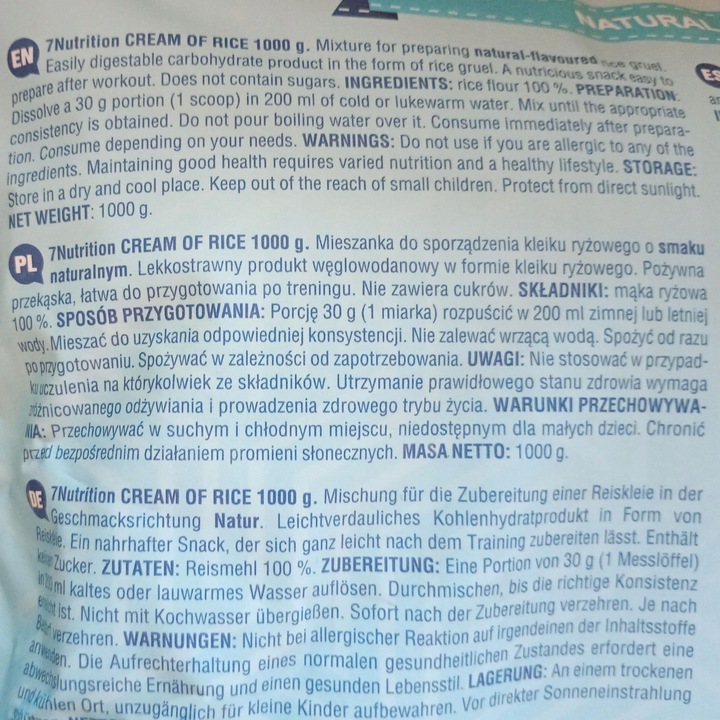 NATURAL
EN 7Nutrition CREAM OF RICE 1000 g. Mixture for preparing natural-flavoured rice gruel.
Easily digestable carbohydrate product in the form of rice gruel. A nutricious snack easy to
prepare after workout. Does not contain sugars. INGREDIENTS: rice flour 100 %. PREPARATION:
Dissolve a 30 g portion (1 scoop) in 200 ml of cold or lukewarm water. Mix until the appropriate
consistency is obtained. Do not pour boiling water over it. Consume immediately after prepara-
tion. Consume depending on your needs. WARNINGS: Do not use if you are allergic to any of the
ingredients. Maintaining good health requires varied nutrition and a healthy lifestyle. STORAGE:
Store in a dry and cool place. Keep out of the reach of small children. Protect from direct sunlight.
NET WEIGHT: 1000 g.
PL 7Nutrition CREAM OF RICE 1000 g. Mieszanka do sporządzenia kleiku ryżowego o smaku
naturalnym. Lekkostrawny produkt węglowodanowy w formie kleiku ryżowego. Pożywna
przekąska, łatwa do przygotowania po treningu. Nie zawiera cukrów. SKŁADNIKI: mąka ryżowa
100 %. SPOSÓB PRZYGOTOWANIA: Porcję 30 g (1 miarka) rozpuścić w 200 ml zimnej lub letniej
wody. Mieszać do uzyskania odpowiedniej konsystencji. Nie zalewać wrzącą wodą. Spożyć od razu
po przygotowaniu. Spożywać w zależności od zapotrzebowania. UWAGI: Nie stosować w przypad-
ku uczulenia na którykolwiek ze składników. Utrzymanie prawidłowego stanu zdrowia wymaga
zróżnicowanego odżywiania i prowadzenia zdrowego trybu życia. WARUNKI PRZECHOWYWA-
NIA: Przechowywać w suchym i chłodnym miejscu, niedostępnym dla małych dzieci. Chronić
przed bezpośrednim działaniem promieni słonecznych. MASA NETTO: 1000 g.
DE 7Nutrition CREAM OF RICE 1000 g. Mischung für die Zubereitung einer Reiskleie in der
Geschmacksrichtung Natur. Leichtverdauliches Kohlenhydratprodukt in Form von
Reiskleie. Ein nahrhafter Snack, der sich ganz leicht nach dem Training zubereiten lässt. Enthält
keinen Zucker. ZUTATEN: Reismehl 100 %. ZUBEREITUNG: Eine Portion von 30 g (1 Messlöffel)
in 200 ml kaltes oder lauwarmes Wasser auflösen. Durchmischen, bis die richtige Konsistenz
erreicht ist. Nicht mit Kochwasser übergießen. Sofort nach der Zubereitung verzehren. Je nach
Bedarf verzehren. WARNUNGEN: Nicht bei allergischer Reaktion auf irgendeinen der Inhaltsstoffe
anwenden. Die Aufrechterhaltung eines normalen gesundheitlichen Zustandes erfordert eine
abwechslungsreiche Ernährung und einen gesunden Lebensstil. LAGERUNG: An einem trockenen
und kühlen Ort, unzugänglich für kleine Kinder aufbewahren. Vor direkter Sonneneinstrahlung